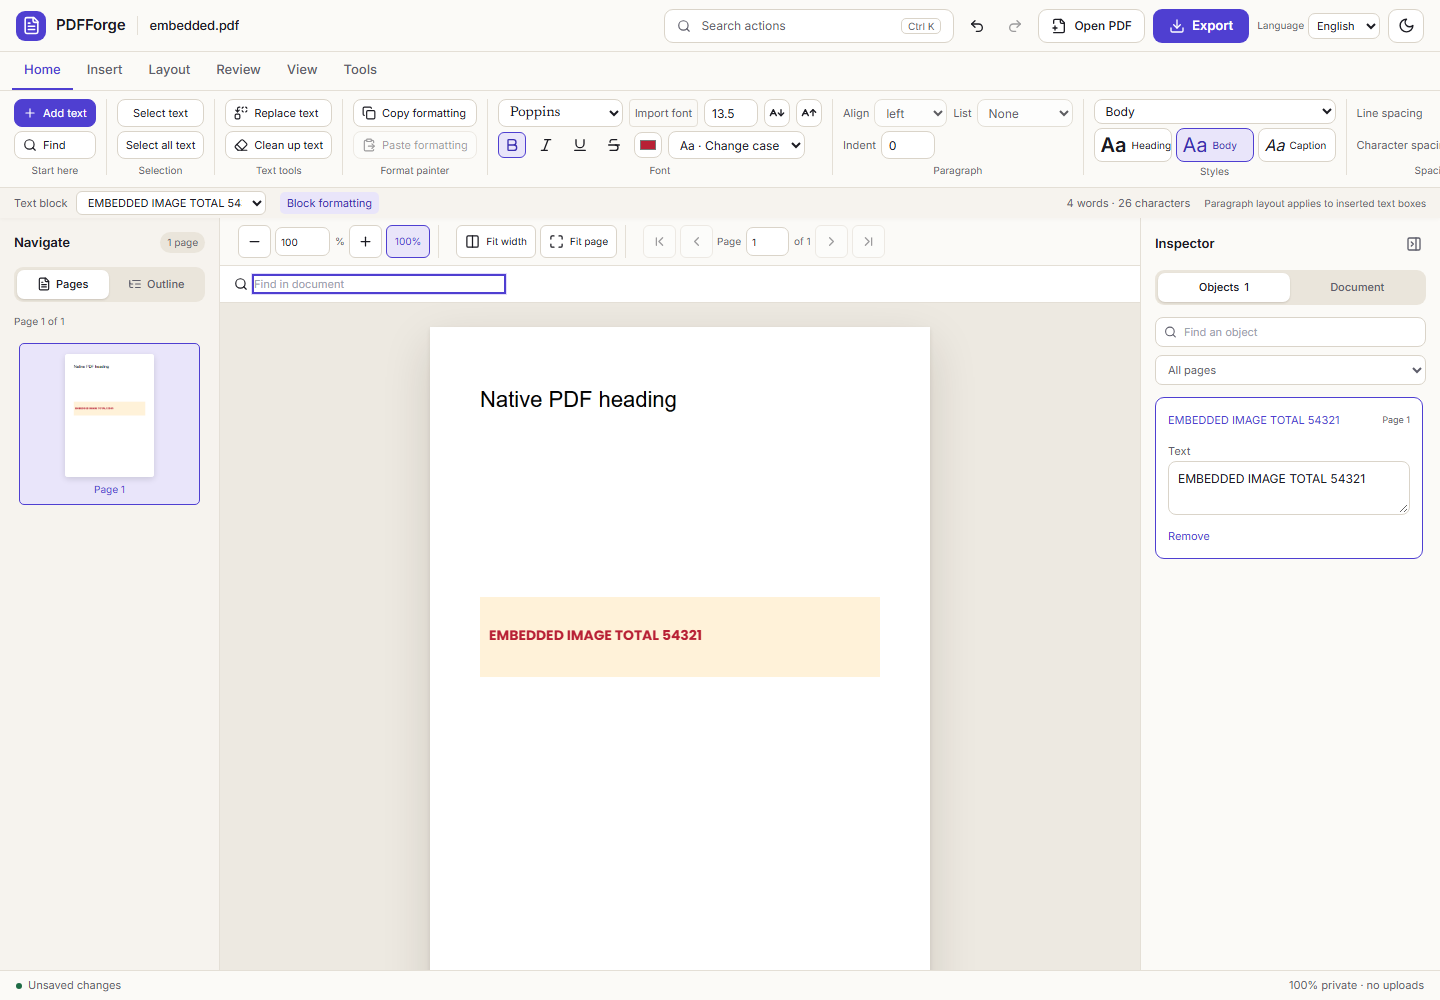 PDFForge
embedded.pdf
Search actions
Ctrl K
Open PDF
Export
Language
English
Home
Insert
Layout
Review
View
Tools
Add text
Select text
Replace text
Copy formatting
Poppins
Import font
13.5
A
A
Align
left
List
None
Body
Line spacing
Find
Select all text
Clean up text
Paste formatting
B
I
U
S
Aa · Change case
Indent
0
Aa Heading
Aa Body
Aa Caption
Start here
Selection
Text tools
Format painter
Font
Paragraph
Styles
Text block
EMBEDDED IMAGE TOTAL 54
Block formatting
4 words · 26 characters
Paragraph layout applies to inserted text boxes
Navigate
1 page
100
%
100%
Fit width
Fit page
Page
1
of 1
Inspector
Pages
Outline
Find in document
Objects 1
Document
Page 1 of 1
Find an object
All pages
Native PDF heading
EMBEDDED IMAGE TOTAL 54321
Page 1
Native PDF heading
EMBEDDED IMAGE TOTAL 54321
Page 1
Text
EMBEDDED IMAGE TOTAL 54321
Remove
EMBEDDED IMAGE TOTAL 54321
Unsaved changes
100% private · no uploads